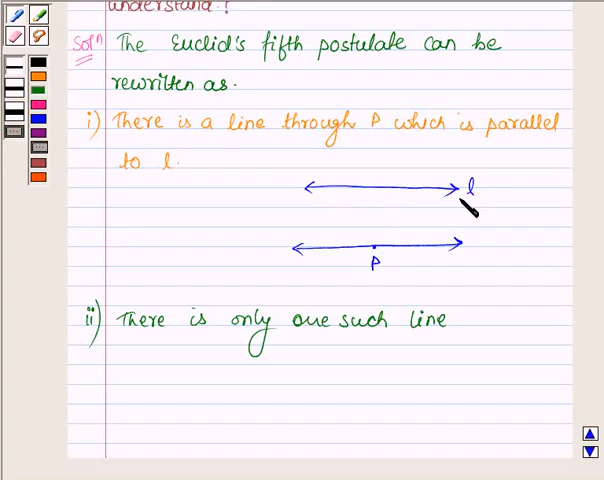 understand?
Solⁿ The Euclid's fifth postulate can be
rewritten as.
i) There is a line through P which is parallel
to l.
l
P
ii) There is only one such line